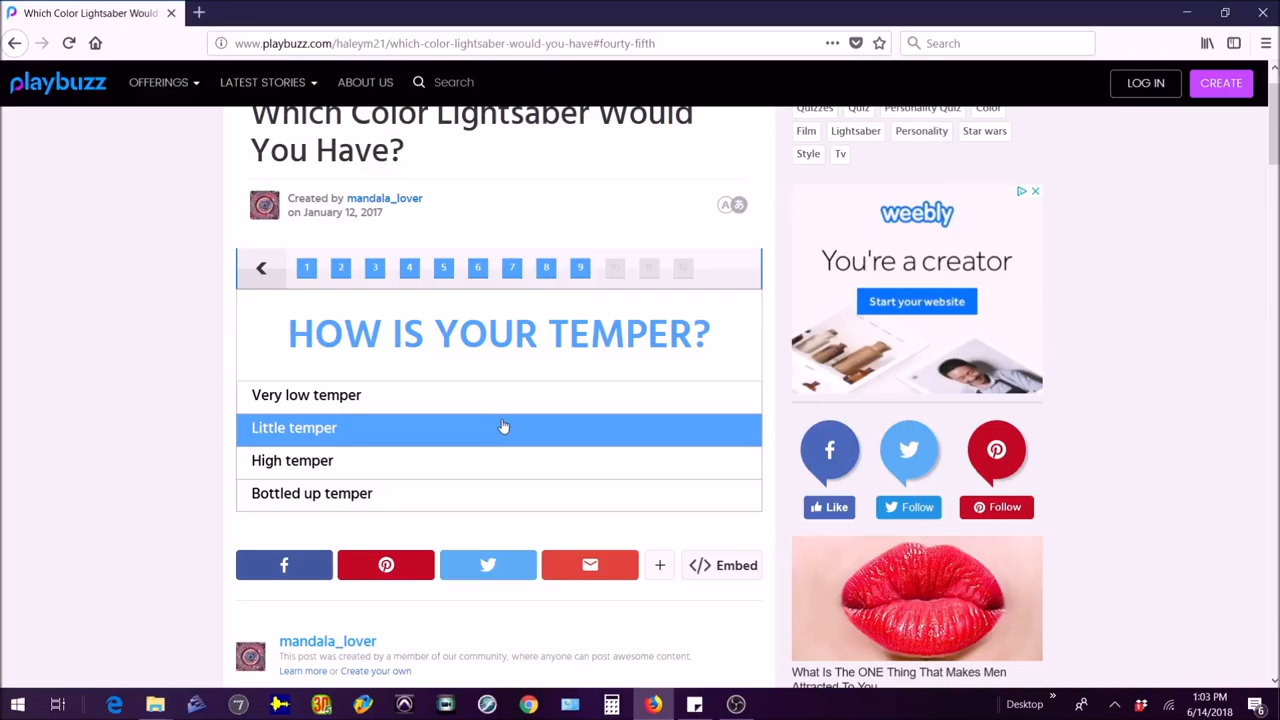 Which Color Lightsaber Would
www.playbuzz.com/haleym21/which-color-lightsaber-would-you-have#fourty-fifth
Search
playbuzz
OFFERINGS
LATEST STORIES
ABOUT US
Search
LOG IN
CREATE
Which Color Lightsaber Would
You Have?
Created by mandala_lover
on January 12, 2017
A あ
1 2 3 4 5 6 7 8 9 10 11 12
HOW IS YOUR TEMPER?
Very low temper
Little temper
High temper
Bottled up temper
Embed
mandala_lover
This post was created by a member of our community, where anyone can post awesome content.
Learn more or Create your own
Quizzes Quiz Personality Quiz Color
Film Lightsaber Personality Star wars
Style Tv
weebly
You're a creator
Start your website
Like
Follow
Follow
What Is The ONE Thing That Makes Men
Attracted To You
Desktop
1:03 PM
6/14/2018